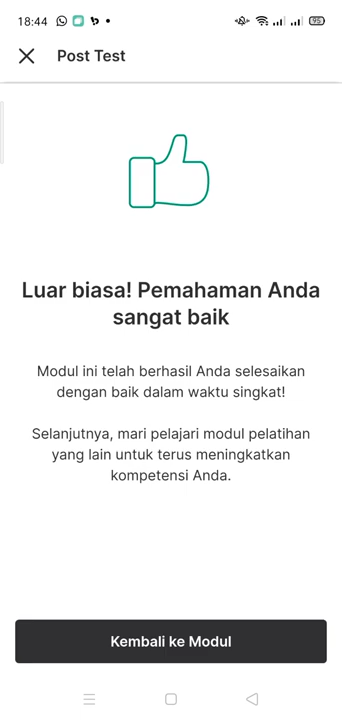 18:44
95
Post Test
Luar biasa! Pemahaman Anda
sangat baik
Modul ini telah berhasil Anda selesaikan
dengan baik dalam waktu singkat!
Selanjutnya, mari pelajari modul pelatihan
yang lain untuk terus meningkatkan
kompetensi Anda.
Kembali ke Modul